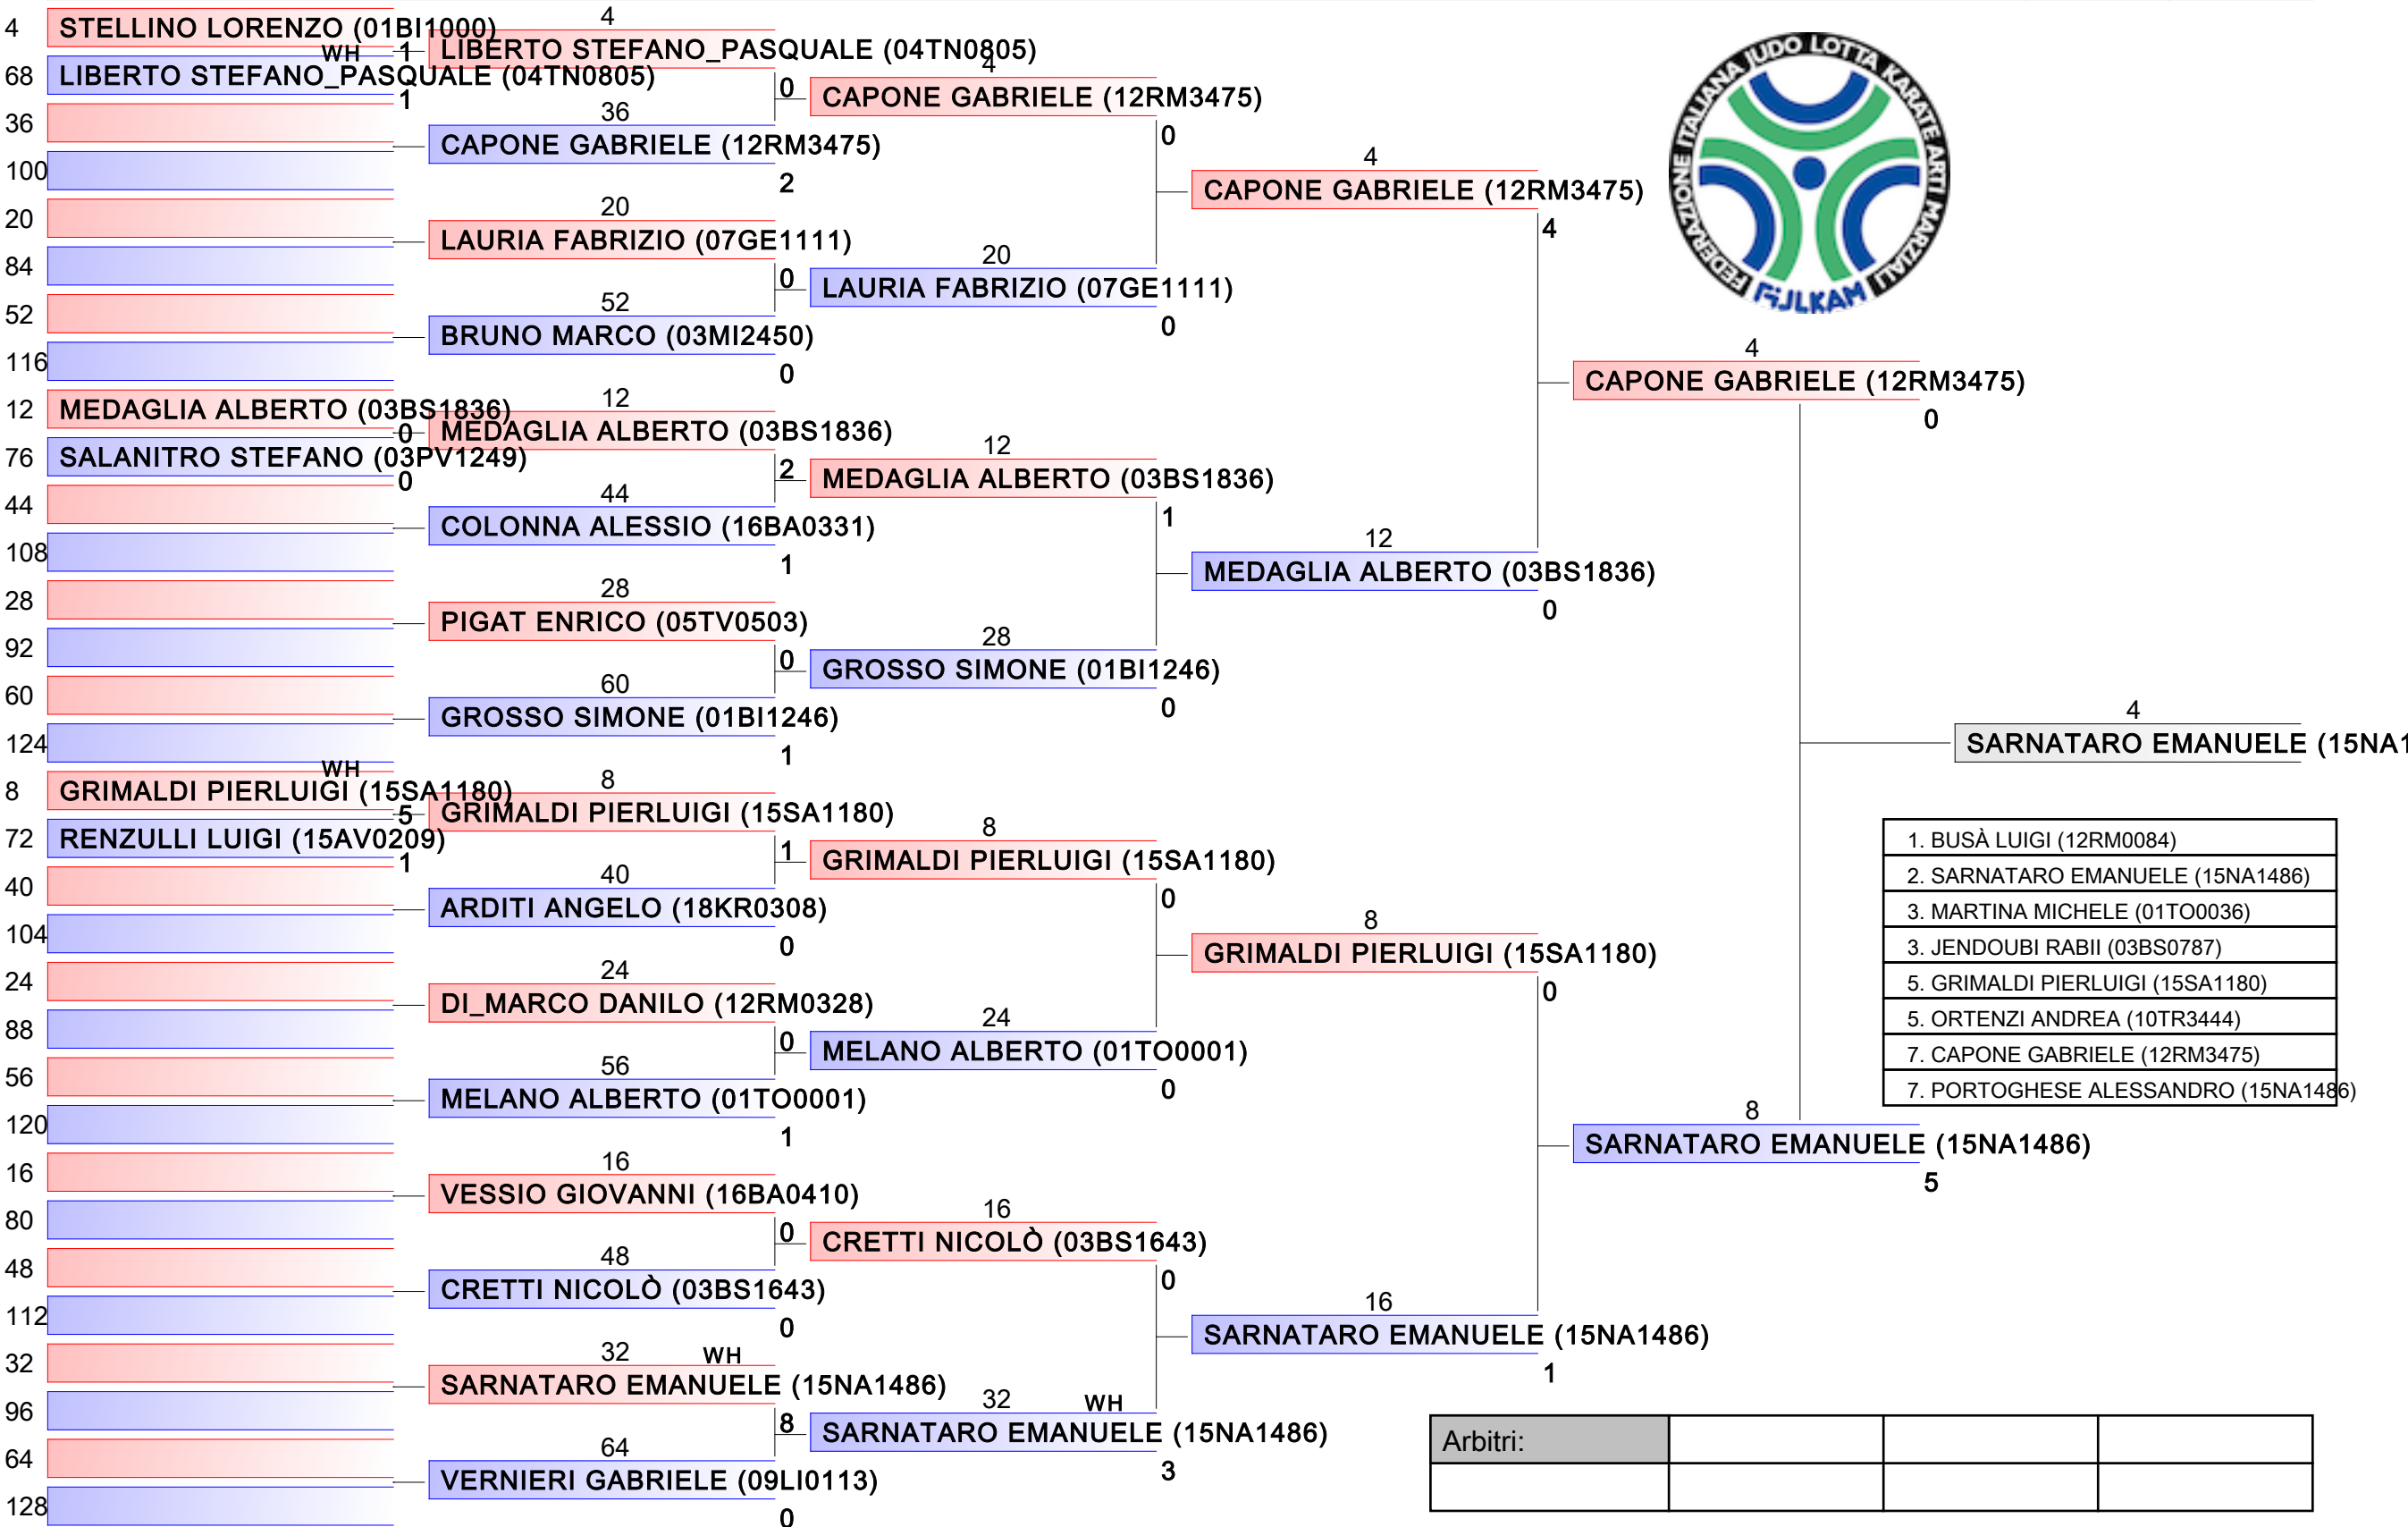 4
STELLINO LORENZO (01BI1000)
WH
1
68
LIBERTO STEFANO_PASQUALE (04TN0805)
1
36
100
20
84
52
116
12
MEDAGLIA ALBERTO (03BS1836)
0
76
SALANITRO STEFANO (03PV1249)
0
44
108
28
92
60
124
WH
8
GRIMALDI PIERLUIGI (15SA1180)
5
72
RENZULLI LUIGI (15AV0209)
1
40
104
24
88
56
120
16
80
48
112
32
96
64
128
4
LIBERTO STEFANO_PASQUALE (04TN0805)
0
36
CAPONE GABRIELE (12RM3475)
2
20
LAURIA FABRIZIO (07GE1111)
0
52
BRUNO MARCO (03MI2450)
0
12
MEDAGLIA ALBERTO (03BS1836)
2
44
COLONNA ALESSIO (16BA0331)
1
28
PIGAT ENRICO (05TV0503)
0
60
GROSSO SIMONE (01BI1246)
1
8
GRIMALDI PIERLUIGI (15SA1180)
1
40
ARDITI ANGELO (18KR0308)
0
24
DI_MARCO DANILO (12RM0328)
0
56
MELANO ALBERTO (01TO0001)
1
16
VESSIO GIOVANNI (16BA0410)
0
48
CRETTI NICOLÒ (03BS1643)
0
32 WH
SARNATARO EMANUELE (15NA1486)
8
64
VERNIERI GABRIELE (09LI0113)
0
4
CAPONE GABRIELE (12RM3475)
0
20
LAURIA FABRIZIO (07GE1111)
0
12
MEDAGLIA ALBERTO (03BS1836)
1
28
GROSSO SIMONE (01BI1246)
0
8
GRIMALDI PIERLUIGI (15SA1180)
0
24
MELANO ALBERTO (01TO0001)
0
16
CRETTI NICOLÒ (03BS1643)
0
32 WH
SARNATARO EMANUELE (15NA1486)
3
4
CAPONE GABRIELE (12RM3475)
4
12
MEDAGLIA ALBERTO (03BS1836)
0
8
GRIMALDI PIERLUIGI (15SA1180)
0
16
SARNATARO EMANUELE (15NA1486)
1
FEDERAZIONE ITALIANA JUDO LOTTA KARATE ARTI MARZIALI
FIJLKAM
4
CAPONE GABRIELE (12RM3475)
0
8
SARNATARO EMANUELE (15NA1486)
5
4
SARNATARO EMANUELE (15NA1
1. BUSÀ LUIGI (12RM0084)
2. SARNATARO EMANUELE (15NA1486)
3. MARTINA MICHELE (01TO0036)
3. JENDOUBI RABII (03BS0787)
5. GRIMALDI PIERLUIGI (15SA1180)
5. ORTENZI ANDREA (10TR3444)
7. CAPONE GABRIELE (12RM3475)
7. PORTOGHESE ALESSANDRO (15NA1486)
Arbitri: